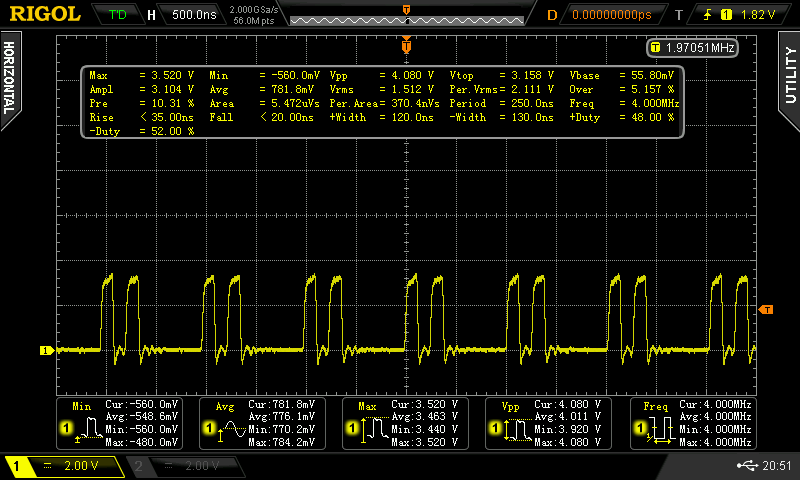 RIGOL T'D H 500.0ns 2.000GSa/s 56.0M pts D 0.00000000ps T 1 1.82 V
T 1.97051MHz
HORIZONTAL
UTILITY
Max = 3.520 V Min = -560.0mV Vpp = 4.080 V Vtop = 3.158 V Vbase = 55.80mV
Ampl = 3.104 V Avg = 781.8mV Vrms = 1.512 V Per.Vrms= 2.111 V Over = 5.157 %
Pre = 10.31 % Area = 5.472uVs Per.Area= 370.4nVs Period = 250.0ns Freq = 4.000MHz
Rise < 35.00ns Fall < 20.00ns +Width = 120.0ns -Width = 130.0ns +Duty = 48.00 %
-Duty = 52.00 %
T
1
T
Min Cur:-560.0mV
Avg:-548.6mV
1 Min:-560.0mV
Max:-480.0mV
Avg Cur:781.8mV
Avg:776.1mV
1 Min:770.2mV
Max:784.2mV
Max Cur:3.520 V
Avg:3.463 V
1 Min:3.440 V
Max:3.520 V
Vpp Cur:4.080 V
Avg:4.011 V
1 Min:3.920 V
Max:4.080 V
Freq Cur:4.000MHz
Avg:4.000MHz
1 Min:4.000MHz
Max:4.000MHz
1 2.00 V 2 2.00 V 20:51